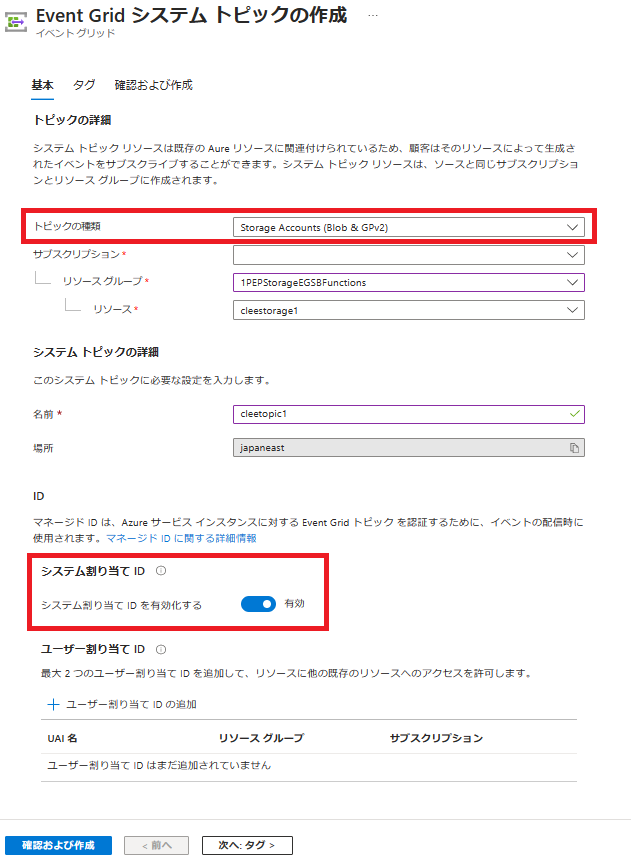 Event Grid システム トピックの作成 …
イベント グリッド
基本 タグ 確認および作成
トピックの詳細
システム トピック リソースは既存の Aure リソースに関連付けられているため、顧客はそのリソースによって生成さ
れたイベントをサブスクライブすることができます。システム トピック リソースは、ソースと同じサブスクリプショ
ンとリソース グループに作成されます。
トピックの種類 Storage Accounts (Blob & GPv2)
サブスクリプション *
リソース グループ * 1PEPStorageEGSBFunctions
リソース * cleestorage1
システム トピックの詳細
このシステム トピックに必要な設定を入力します。
名前 * cleetopic1
場所 japaneast
ID
マネージド ID は、Azure サービス インスタンスに対する Event Grid トピック を認証するために、イベントの配信時に
使用されます。マネージド ID に関する詳細情報
システム割り当て ID
システム割り当て ID を有効化する 有効
ユーザー割り当て ID
最大 2 つのユーザー割り当て ID を追加して、リソースに他の既存のリソースへのアクセスを許可します。
＋ ユーザー割り当て ID の追加
UAI 名 リソース グループ サブスクリプション
ユーザー割り当て ID はまだ追加されていません
確認および作成 < 前へ 次へ: タグ >